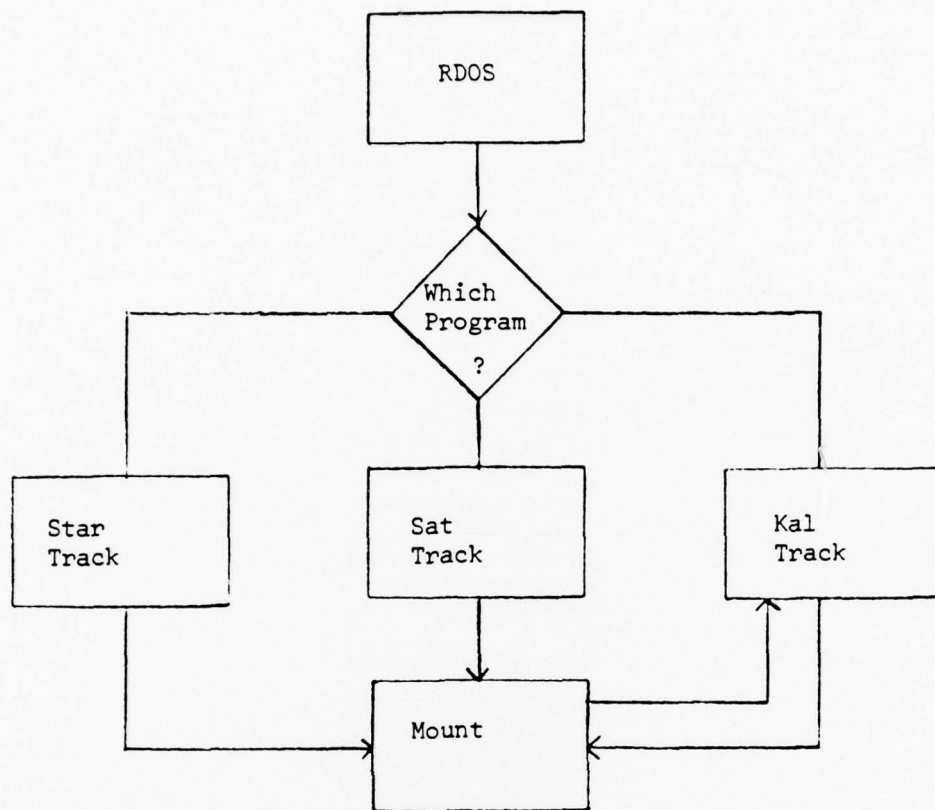 RDOS
Which
Program
?
Star
Track
Sat
Track
Kal
Track
Mount